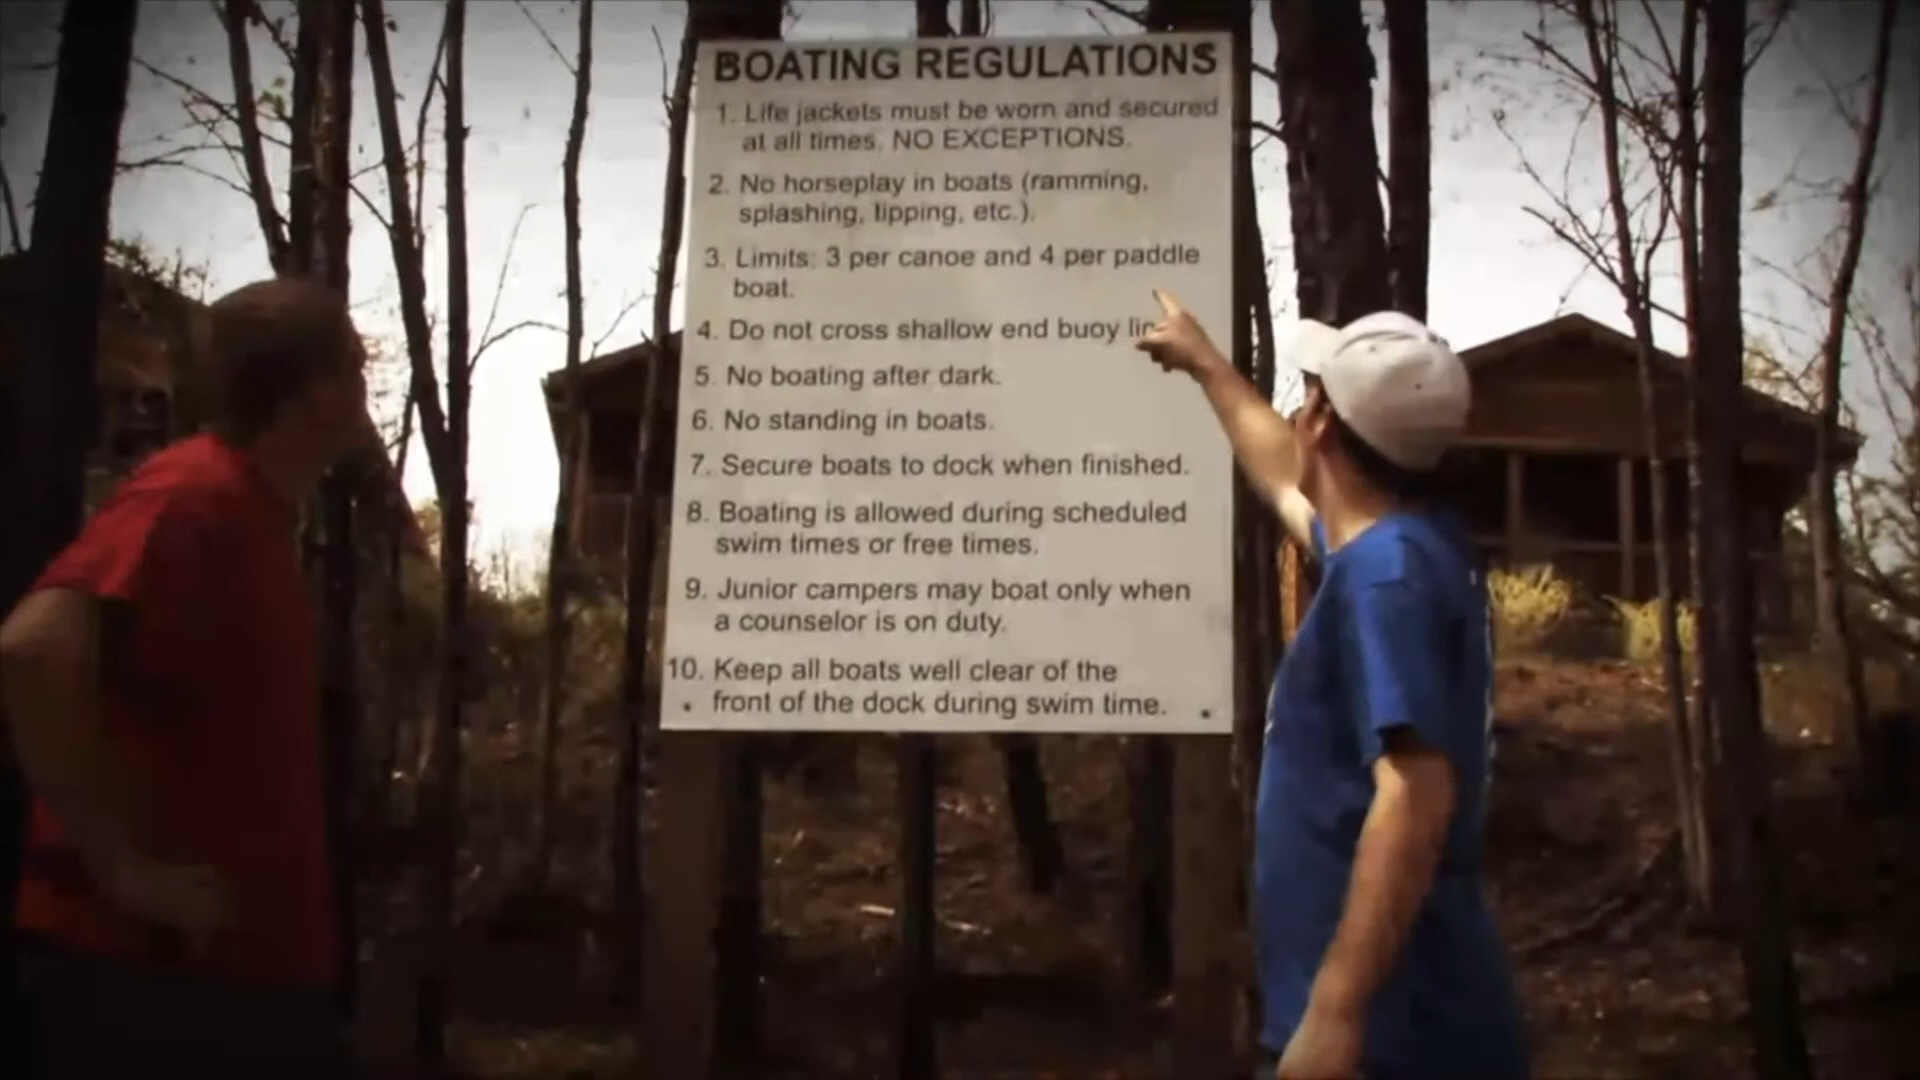 BOATING REGULATIONS
1. Life jackets must be worn and secured
at all times. NO EXCEPTIONS.
2. No horseplay in boats (ramming,
splashing, tipping, etc.).
3. Limits: 3 per canoe and 4 per paddle
boat.
4. Do not cross shallow end buoy
5. No boating after dark.
6. No standing in boats.
7. Secure boats to dock when finished.
8. Boating is allowed during scheduled
swim times or free times.
9. Junior campers may boat only when
a counselor is on duty.
10. Keep all boats well clear of the
front of the dock during swim time.